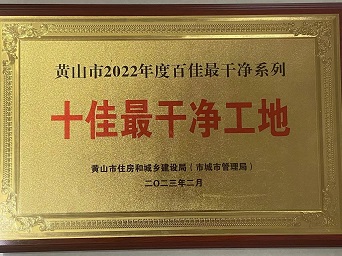 黄山市2022年度百佳最干净系列
十佳最干净工地
黄山市住房和城乡建设局（市城市管理局）
二〇二三年二月